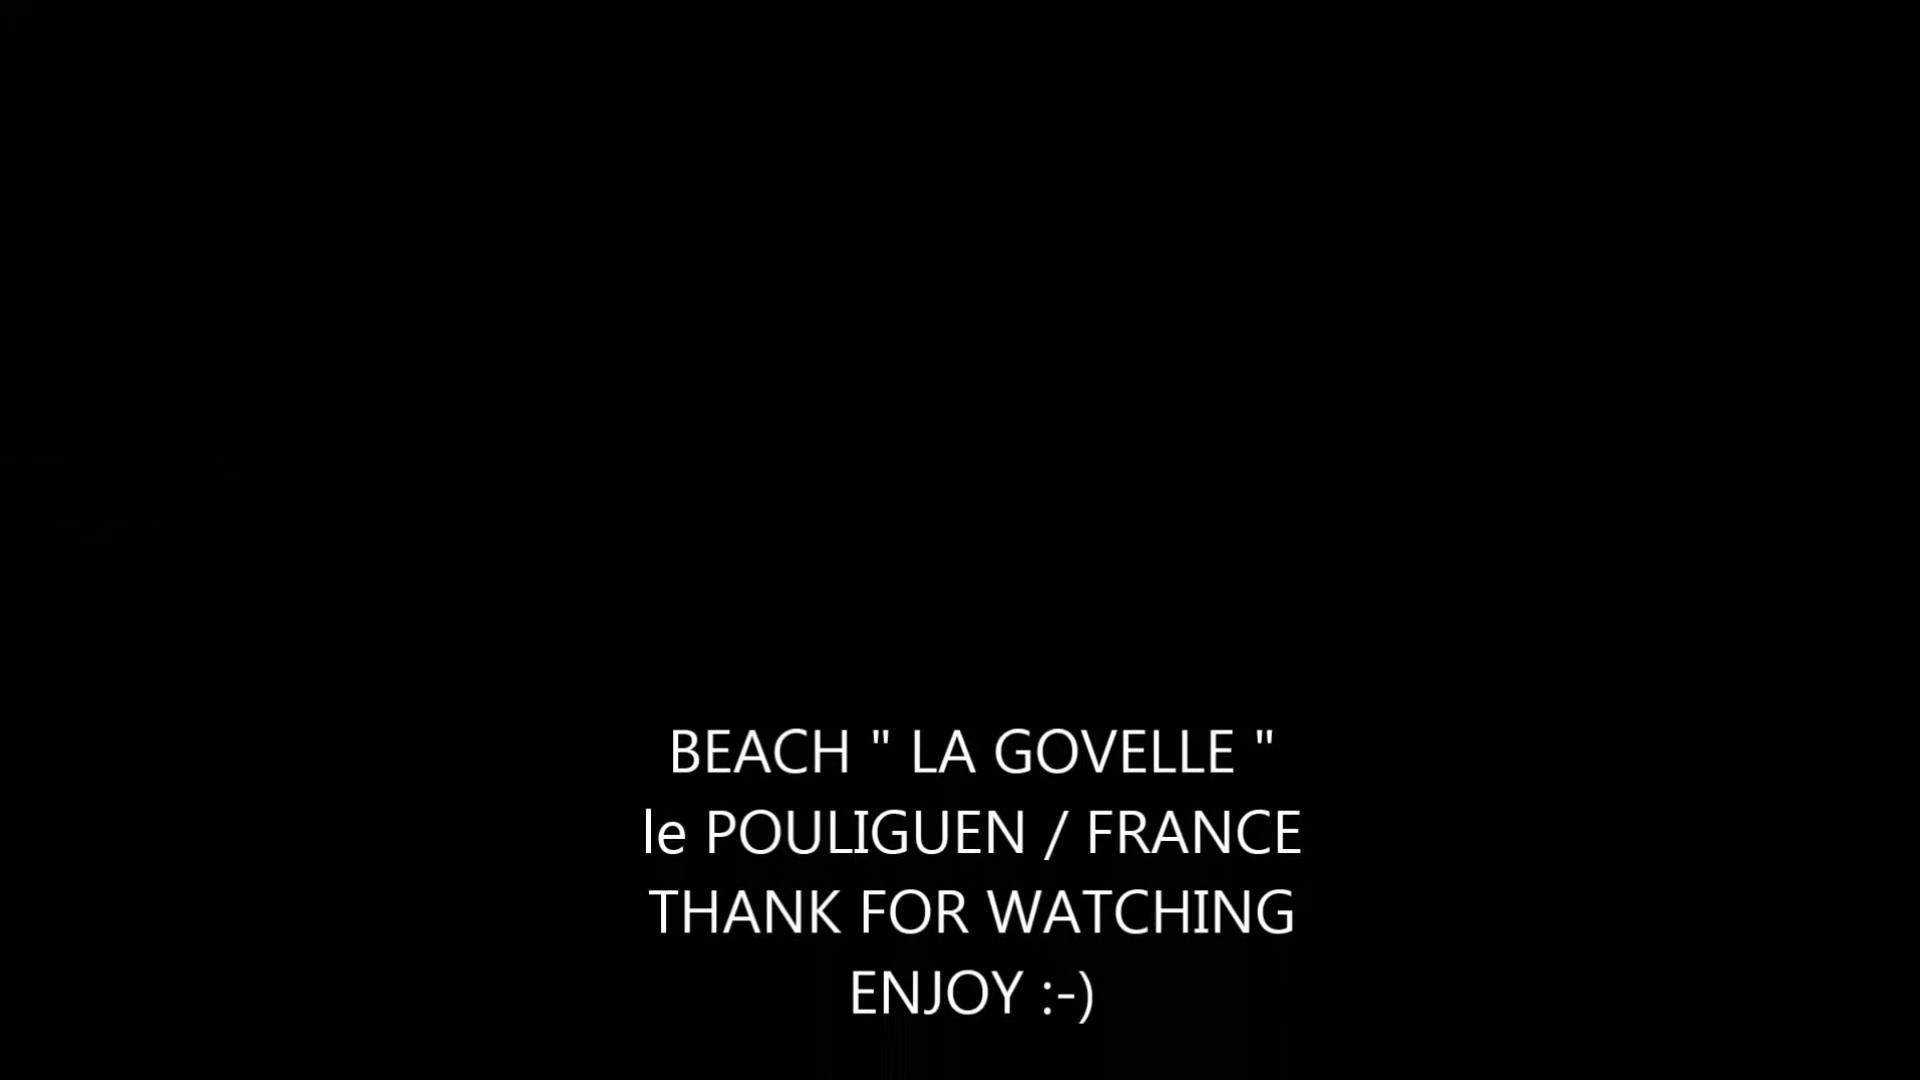 BEACH " LA GOVELLE "
le POULIGUEN / FRANCE
THANK FOR WATCHING
ENJOY :-)